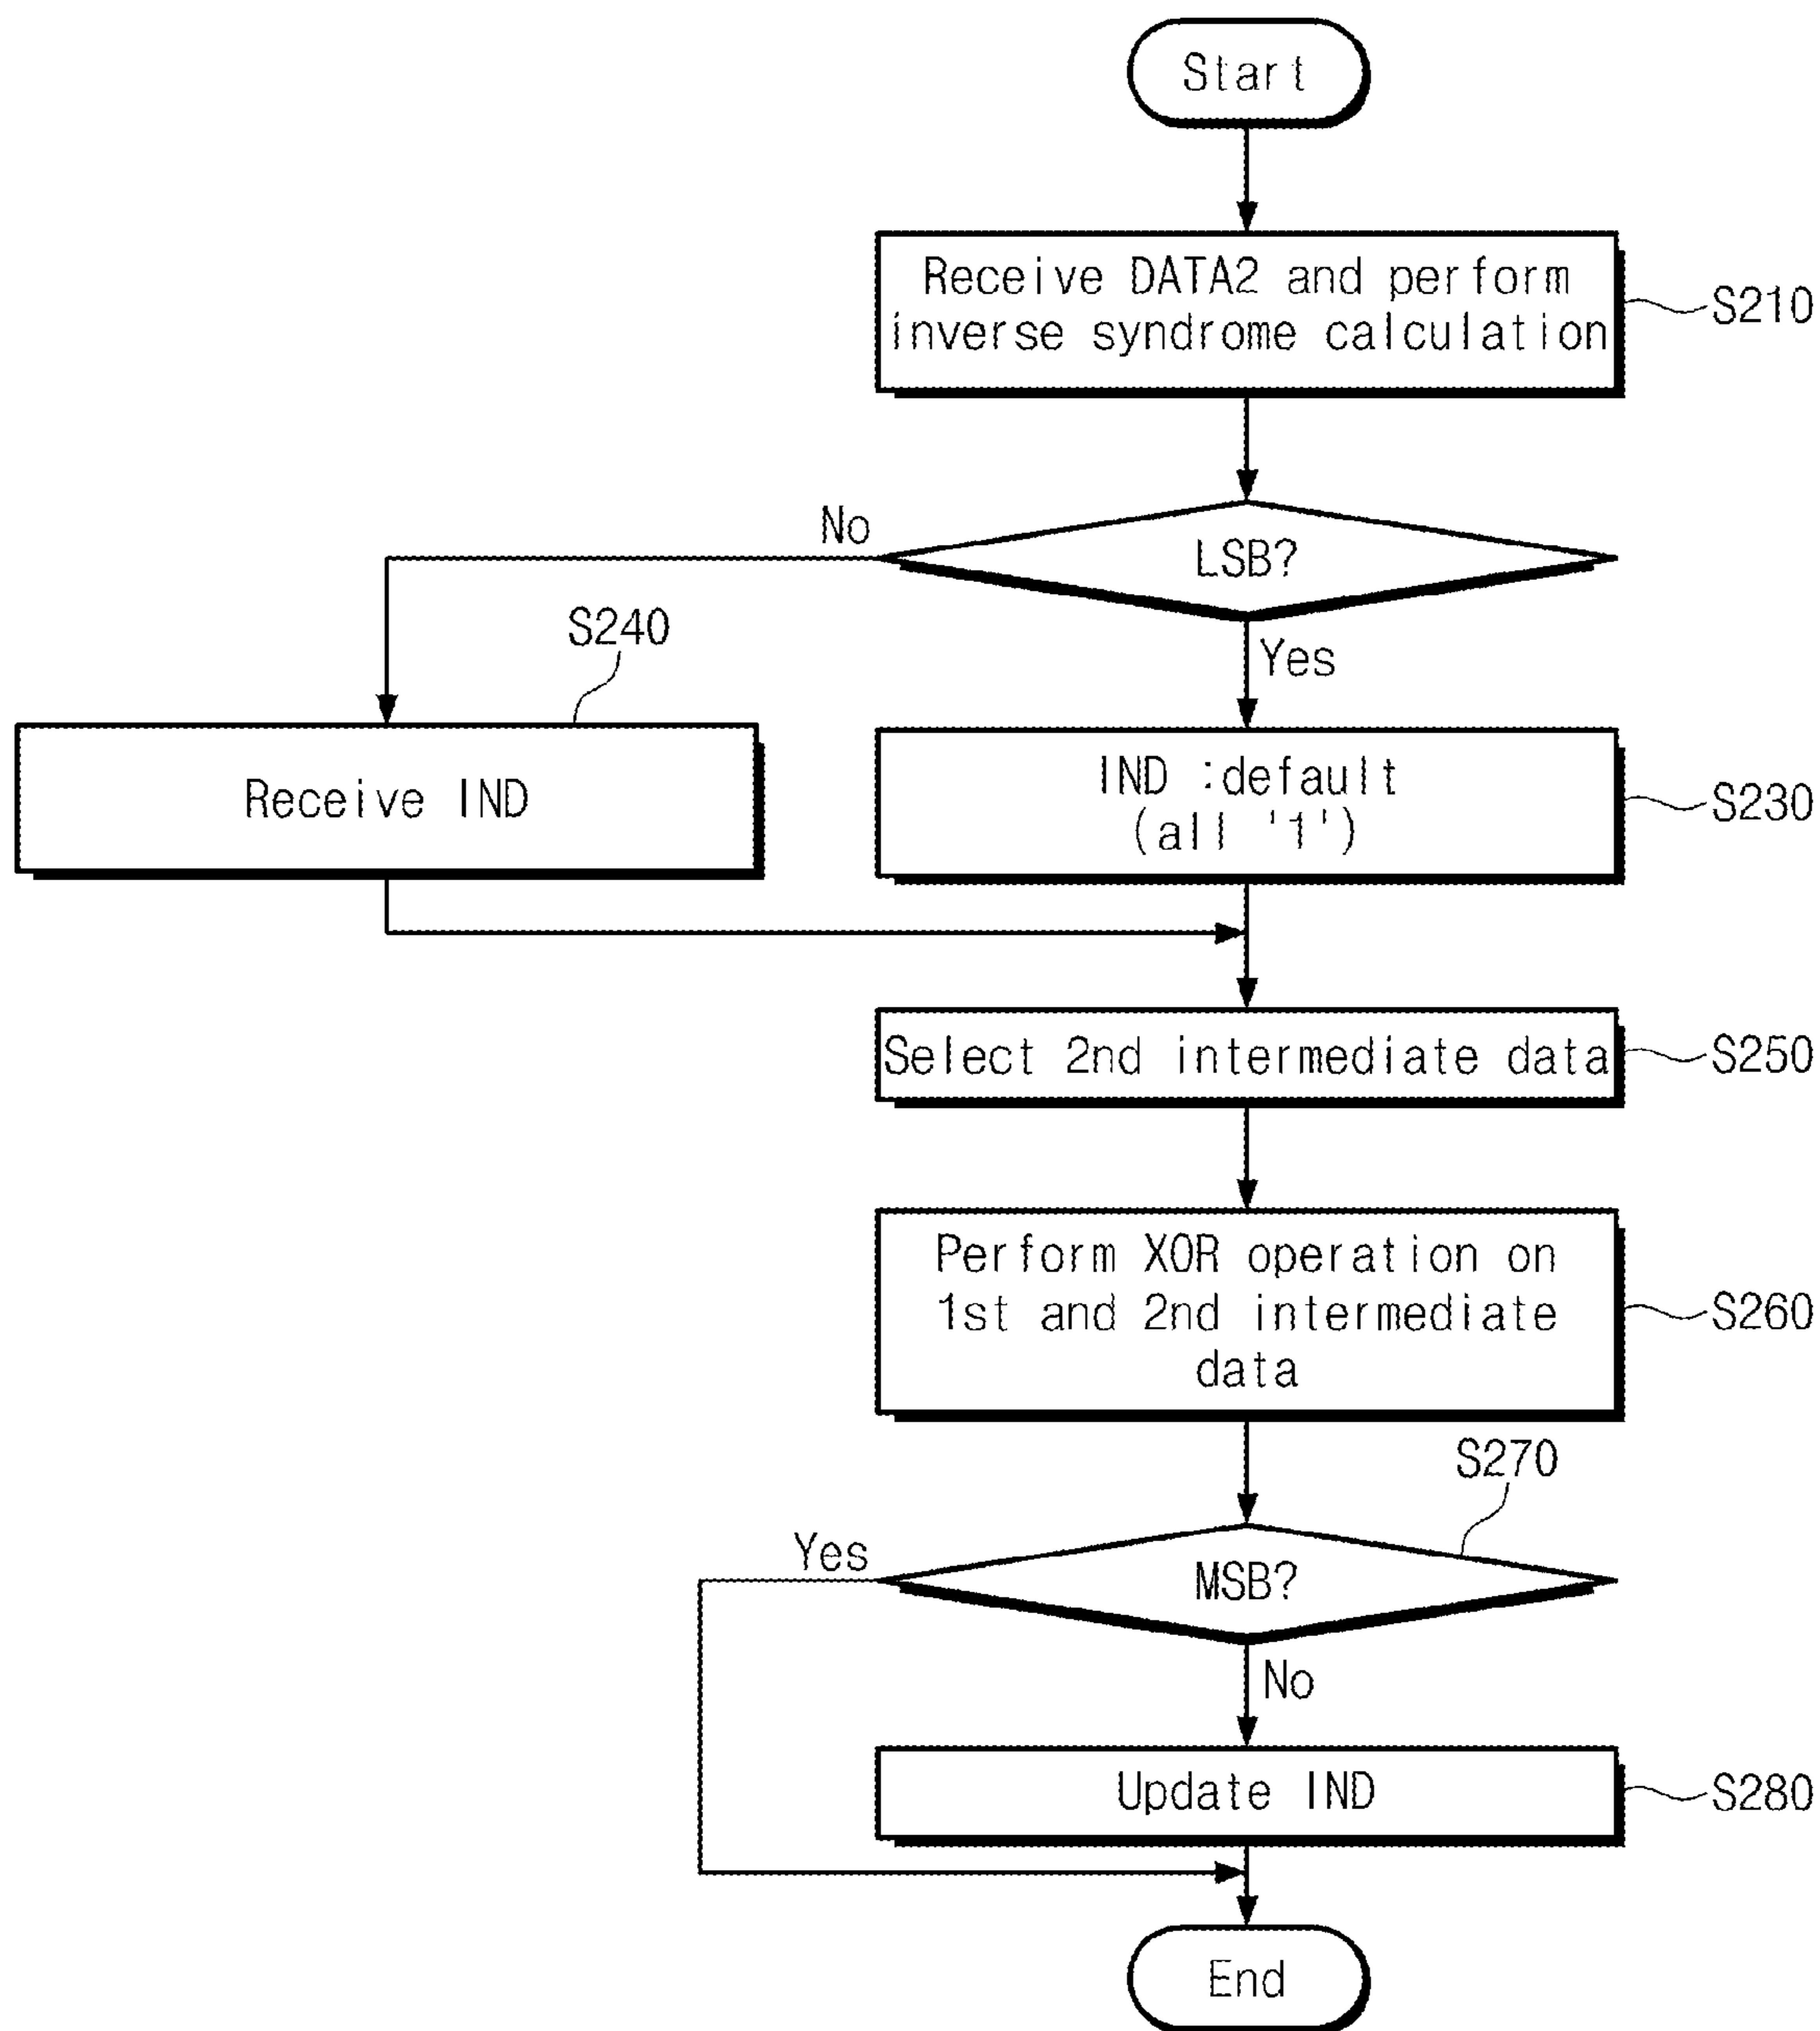 Start
Receive DATA2 and perform
inverse syndrome calculation
S210
No
LSB?
S240
Yes
Receive IND
IND :default
(all '1')
S230
Select 2nd intermediate data
S250
Perform XOR operation on
1st and 2nd intermediate
data
S260
S270
Yes
MSB?
No
Update IND
S280
End